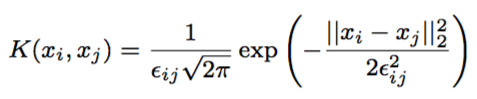 K(x_i, x_j) = \frac{1}{\epsilon_{ij}\sqrt{2\pi}} \exp\left(-\frac{||x_i - x_j||_2^2}{2\epsilon_{ij}^2}\right)